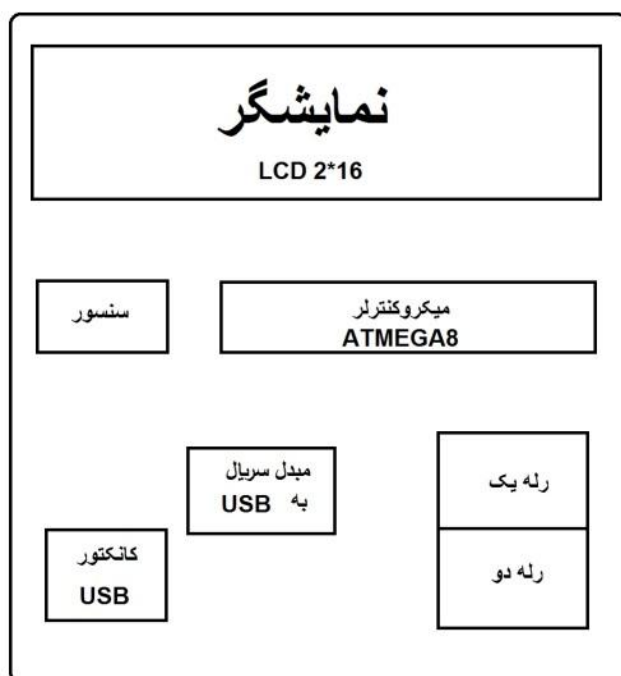 نمایشگر
LCD 2*16
سنسور
میکروکنترلر
ATMEGA8
مبدل سریال
به USB
رله یک
کانکتور
USB
رله دو